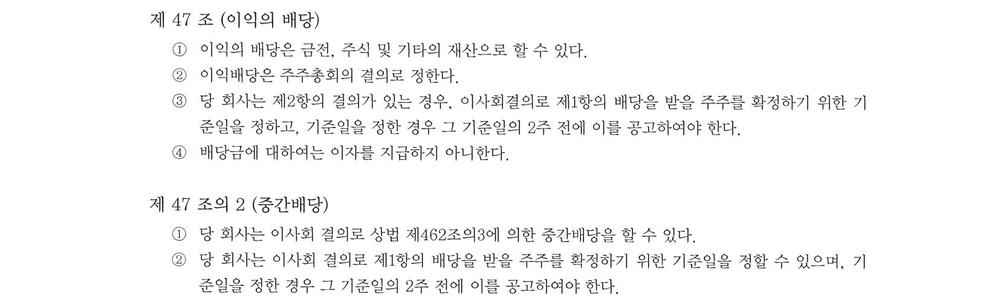 제 47 조 (이익의 배당)
① 이익의 배당은 금전, 주식 및 기타의 재산으로 할 수 있다.
② 이익배당은 주주총회의 결의로 정한다.
③ 당 회사는 제2항의 결의가 있는 경우, 이사회결의로 제1항의 배당을 받을 주주를 확정하기 위한 기
준일을 정하고, 기준일을 정한 경우 그 기준일의 2주 전에 이를 공고하여야 한다.
④ 배당금에 대하여는 이자를 지급하지 아니한다.
제 47 조의 2 (중간배당)
① 당 회사는 이사회 결의로 상법 제462조의3에 의한 중간배당을 할 수 있다.
② 당 회사는 이사회 결의로 제1항의 배당을 받을 주주를 확정하기 위한 기준일을 정할 수 있으며, 기
준일을 정한 경우 그 기준일의 2주 전에 이를 공고하여야 한다.